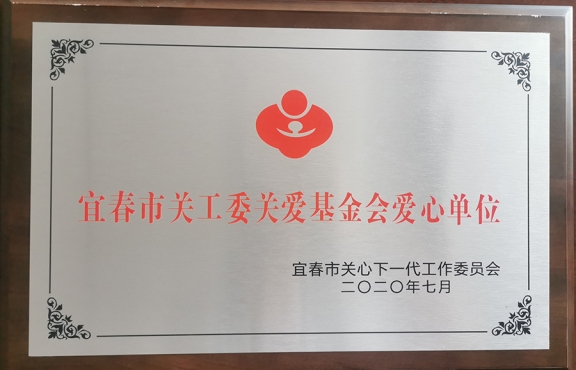 宜春市关工委关爱基金会爱心单位
宜春市关心下一代工作委员会
二〇二〇年七月